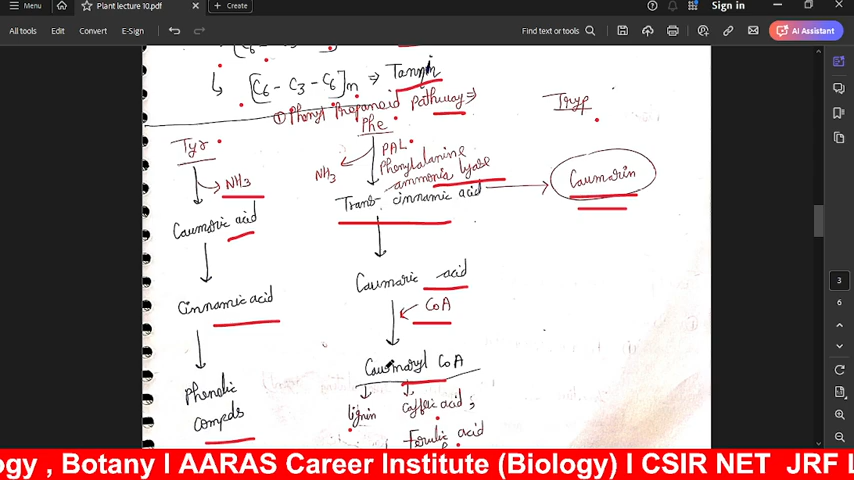 Menu
Plant lecture 10.pdf
+ Create
Sign in
All tools
Edit
Convert
E-Sign
Find text or tools
AI Assistant
[C6 - C3 - C6]n ⇒ Tannin
① Phenyl Propanoid Pathway ⇒
Tyr
Phe
Tryp
NH3
NH3
PAL
Phenylalanine
ammonia lyase
Trans- cinnamic acid
Caumarin
Caumaric acid
Caumaric acid
CoA
Cinnamic acid
Caumaryl CoA
Phenolic
Compds
lignin
Caffeic acid ;
Ferulic acid
3
6
ogy , Botany I AARAS Career Institute (Biology) I CSIR NET JRF L